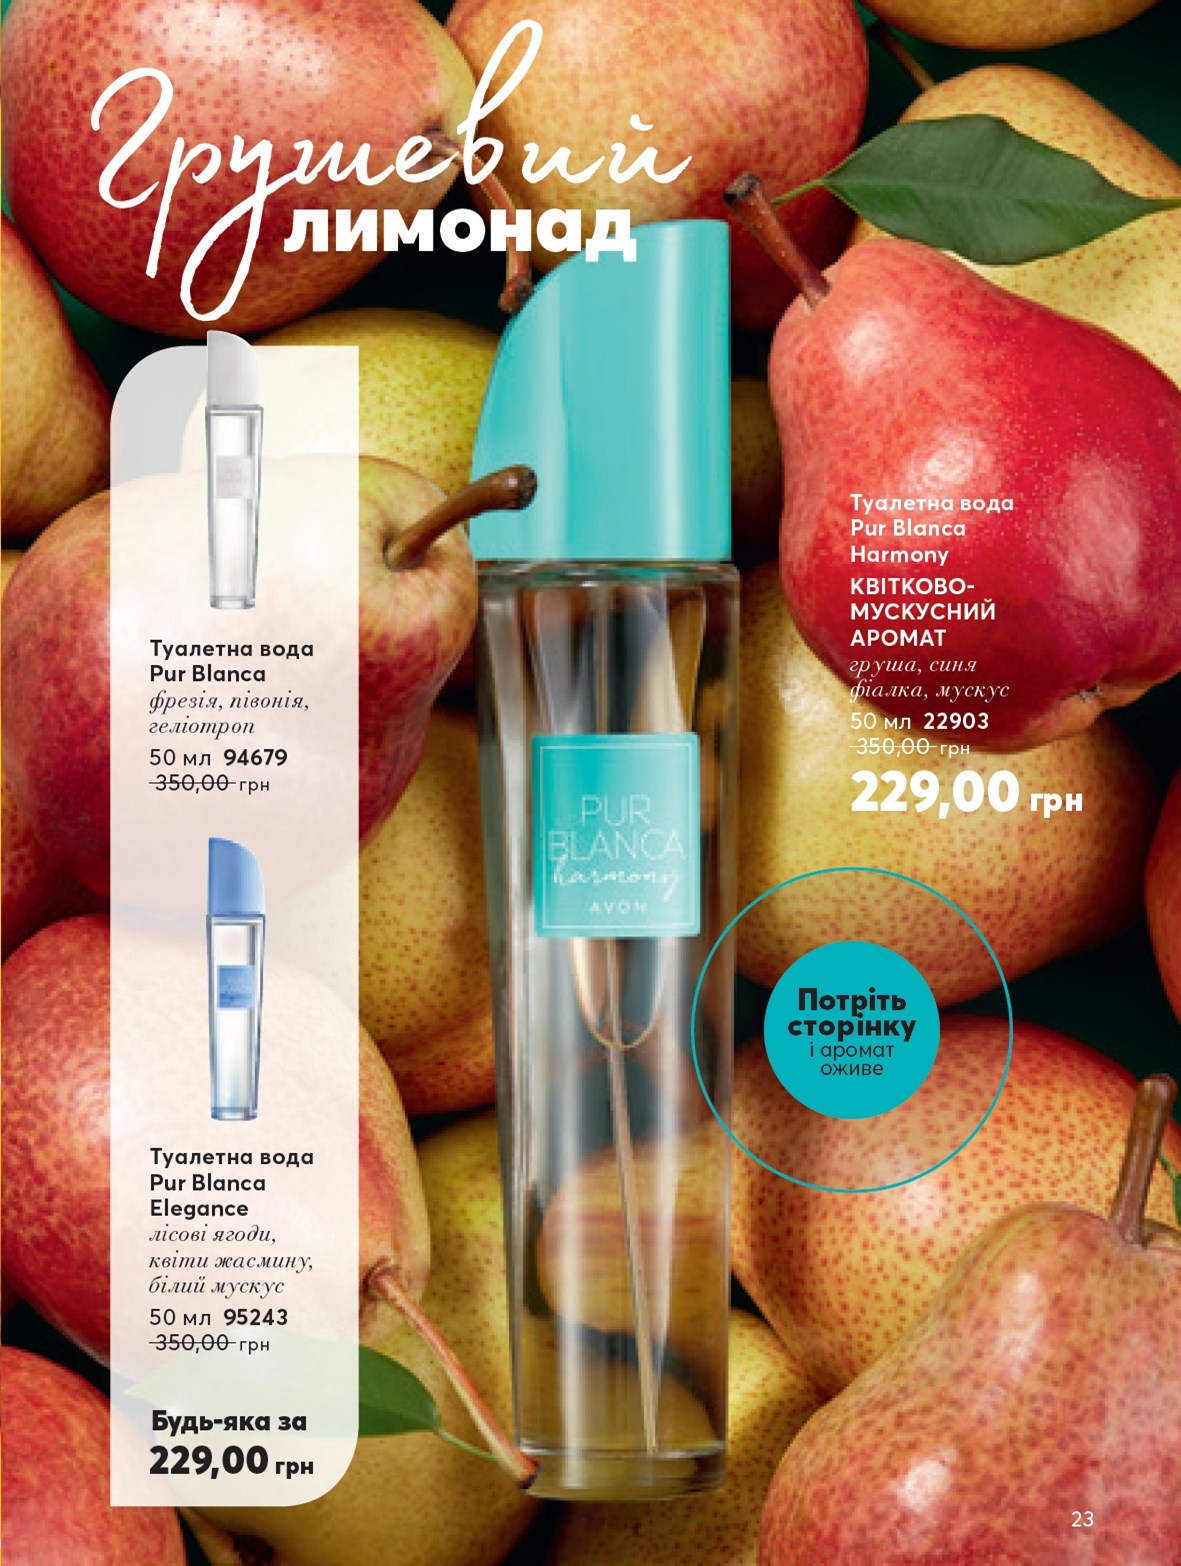 Грушевий
лимонад
Туалетна вода
Pur Blanca
фрезія, півонія,
геліотроп
50 мл 94679
350,00 грн
Туалетна вода
Pur Blanca
Elegance
лісові ягоди,
квіти жасмину,
білий мускус
50 мл 95243
350,00 грн
Будь-яка за
229,00 грн
PUR
BLANCA
harmony
AVON
Туалетна вода
Pur Blanca
Harmony
КВІТКОВО-
МУСКУСНИЙ
АРОМАТ
груша, синя
фіалка, мускус
50 мл 22903
350,00 грн
229,00 грн
Потріть
сторінку
і аромат
оживе
23